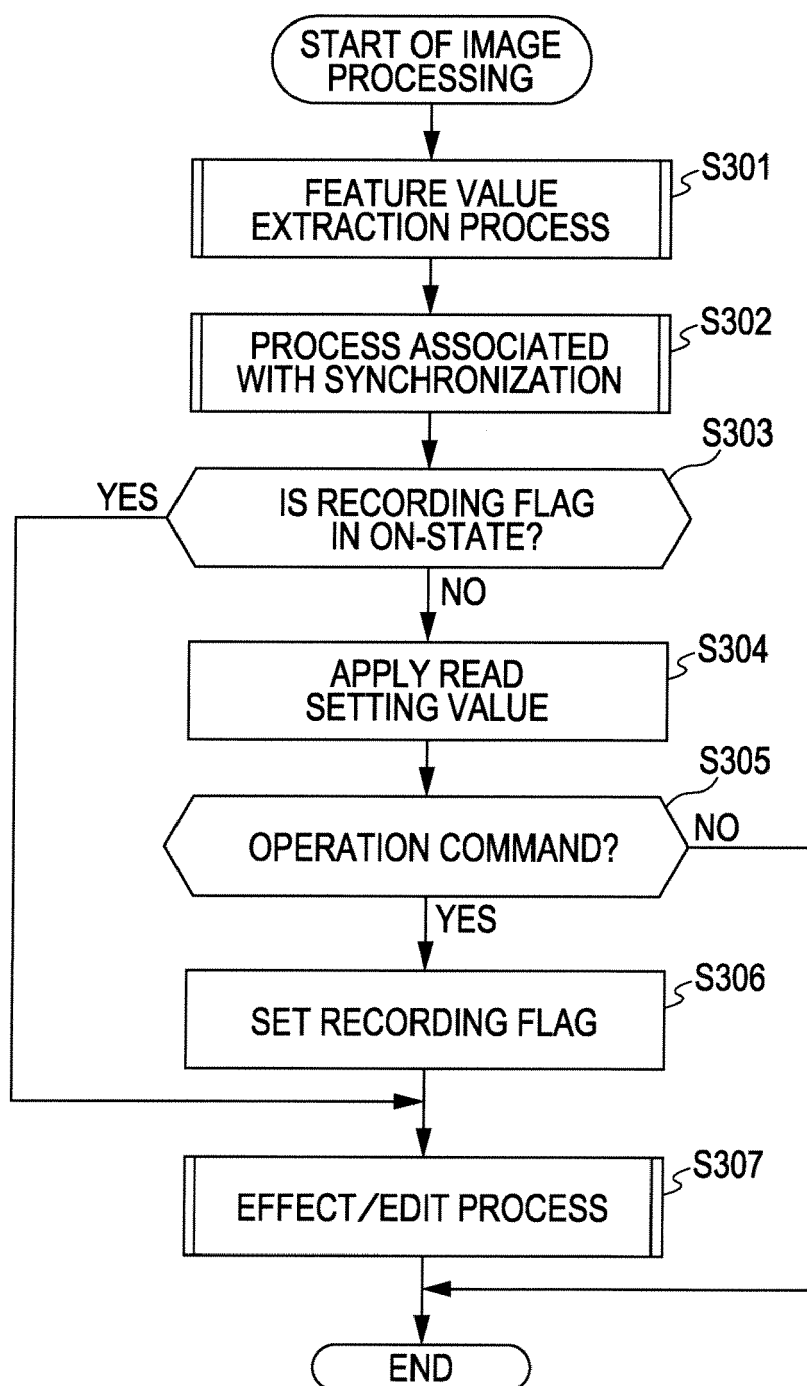 START OF IMAGE
PROCESSING
S301
FEATURE VALUE
EXTRACTION PROCESS
S302
PROCESS ASSOCIATED
WITH SYNCHRONIZATION
S303
YES
IS RECORDING FLAG
IN ON-STATE?
NO
S304
APPLY READ
SETTING VALUE
S305
NO
OPERATION COMMAND?
YES
S306
SET RECORDING FLAG
S307
EFFECT/EDIT PROCESS
END